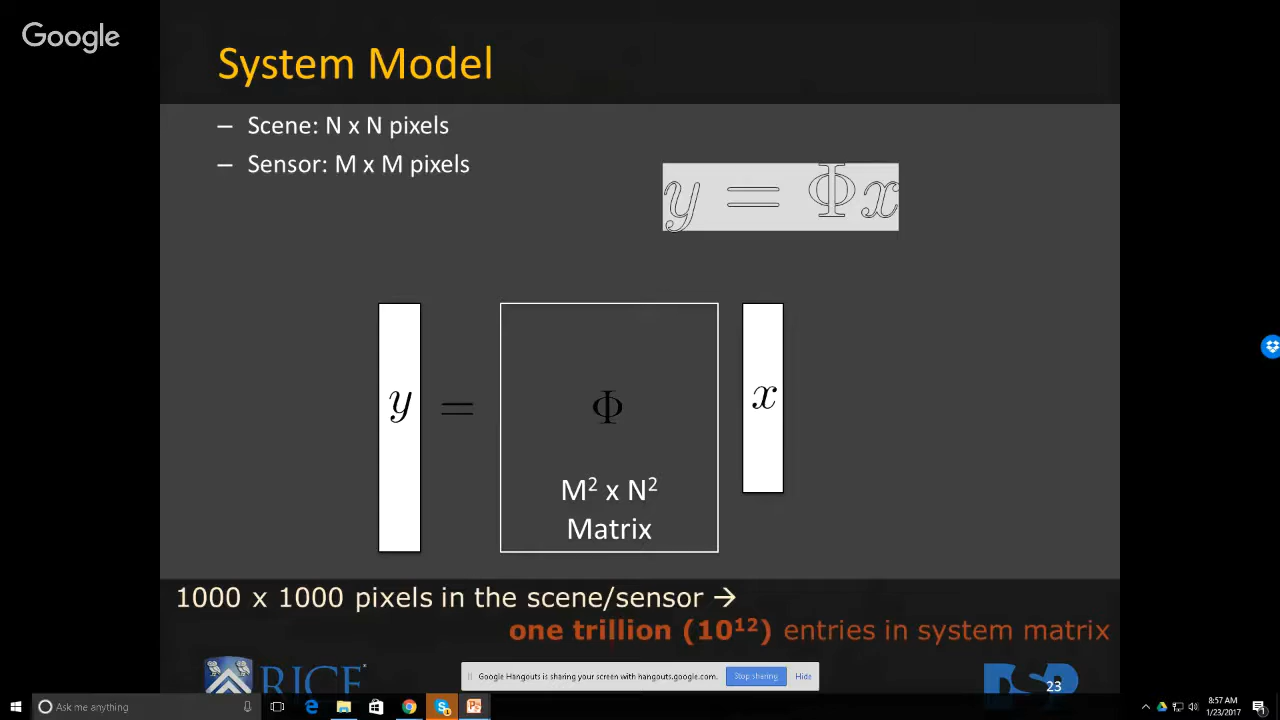 Google
System Model
– Scene: N x N pixels
– Sensor: M x M pixels
y = Φx
y = Φ x
M² x N²
Matrix
1000 x 1000 pixels in the scene/sensor →
one trillion (10¹²) entries in system matrix
RICE
Google Hangouts is sharing your screen with hangouts.google.com.
Stop sharing
Hide
DSP
23
Ask me anything
8:57 AM
1/23/2017